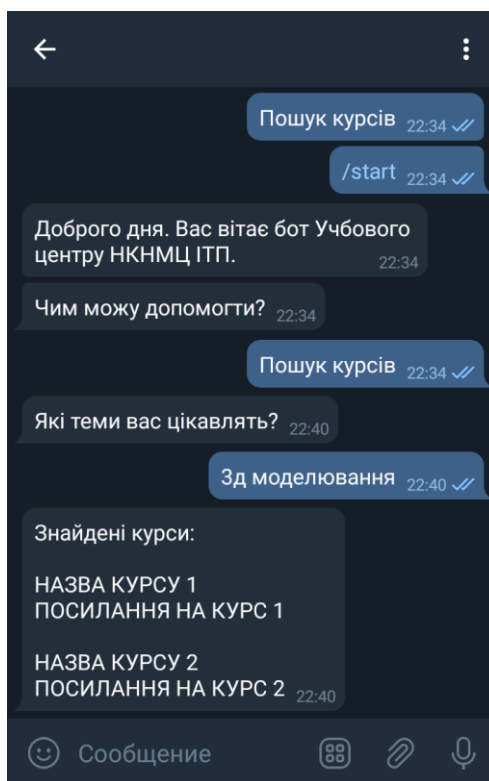 Пошук курсів 22:34
/start 22:34
Доброго дня. Вас вітає бот Учбового
центру НКНМЦ ІТП. 22:34
Чим можу допомогти? 22:34
Пошук курсів 22:34
Які теми вас цікавлять? 22:40
3д моделювання 22:40
Знайдені курси:
НАЗВА КУРСУ 1
ПОСИЛАННЯ НА КУРС 1
НАЗВА КУРСУ 2
ПОСИЛАННЯ НА КУРС 2 22:40
Сообщение